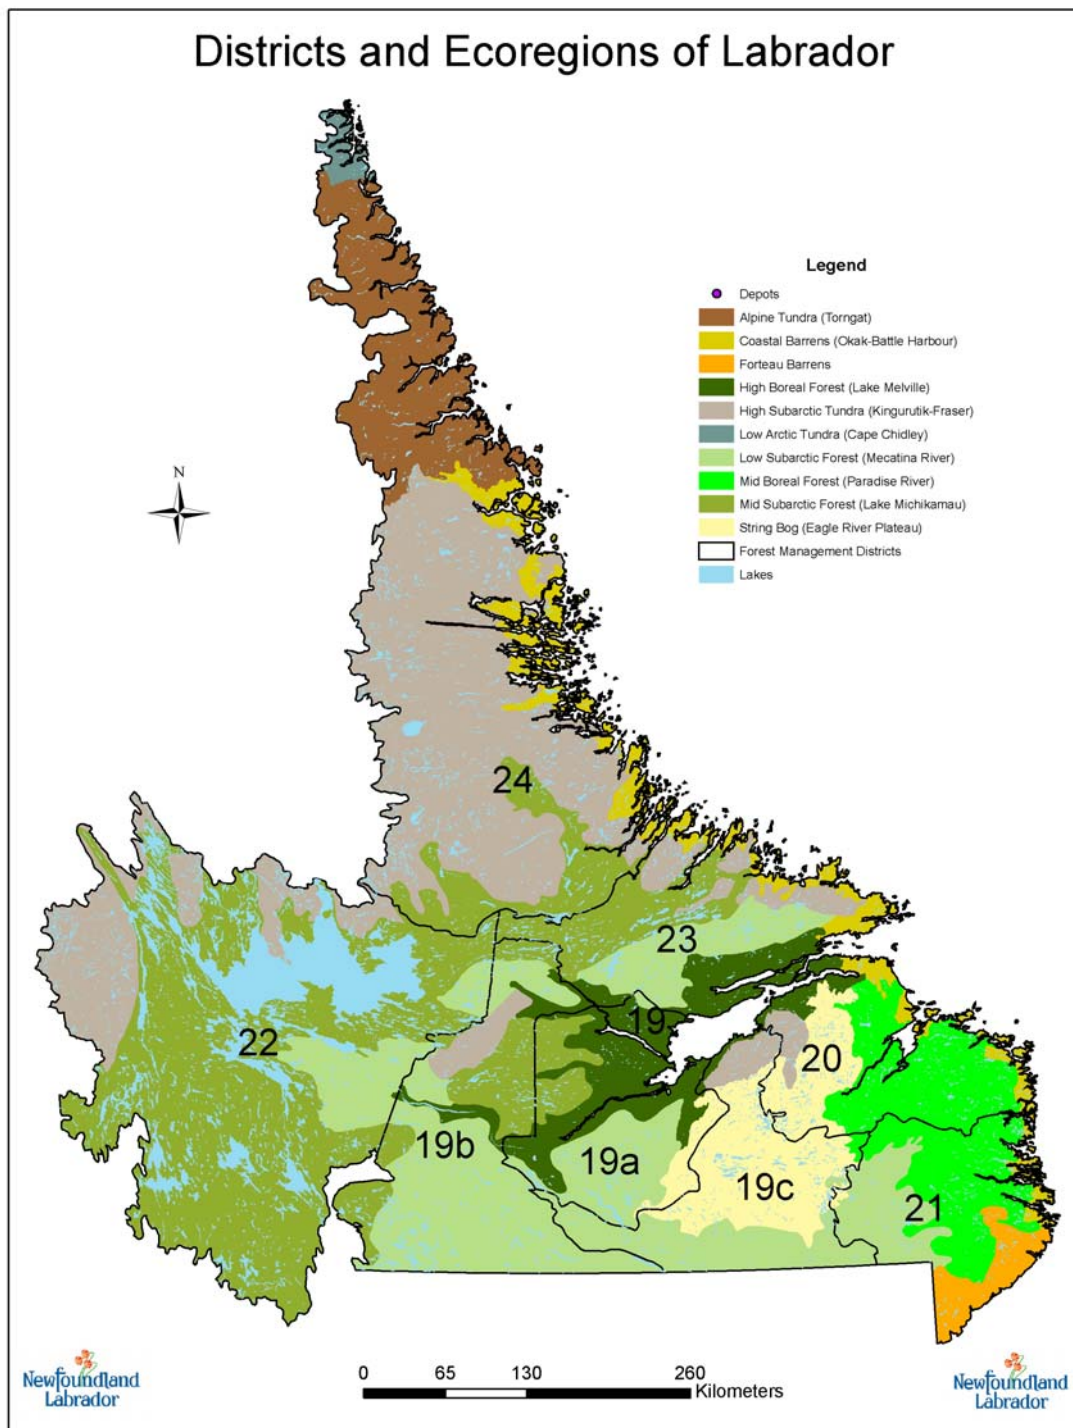 Districts and Ecoregions of Labrador
Legend
Depots
Alpine Tundra (Torngat)
Coastal Barrens (Okak-Battle Harbour)
Forteau Barrens
High Boreal Forest (Lake Melville)
High Subarctic Tundra (Kingurutik-Fraser)
Low Arctic Tundra (Cape Chidley)
Low Subarctic Forest (Mecatina River)
Mid Boreal Forest (Paradise River)
Mid Subarctic Forest (Lake Michikamau)
String Bog (Eagle River Plateau)
Forest Management Districts
Lakes
N
24
23
19
22
20
19b
19a
19c
21
0 65 130 260
Kilometers
Newfoundland
Labrador
Newfoundland
Labrador